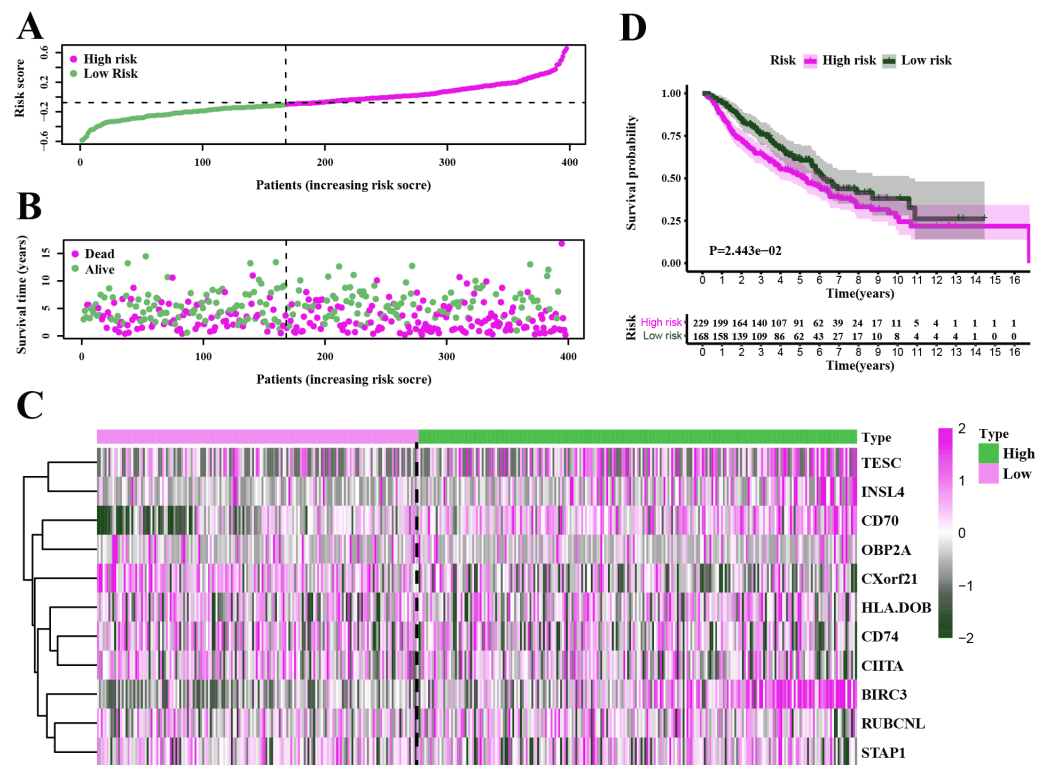 A
Risk score
0.6
0.2
−0.2
−0.6
High risk
Low Risk
0
100
200
300
400
Patients (increasing risk socre)
B
Survival time (years)
15
10
5
0
Dead
Alive
0
100
200
300
400
Patients (increasing risk socre)
D
Risk High risk Low risk
Survival probability
1.00
0.75
0.50
0.25
0.00
P=2.443e−02
0 1 2 3 4 5 6 7 8 9 10 11 12 13 14 15 16
Time(years)
Risk
High risk 229 199 164 140 107 91 62 39 24 17 11 5 4 1 1 1 1
Low risk 168 158 139 109 86 62 43 27 17 10 8 4 4 4 1 0 0
0 1 2 3 4 5 6 7 8 9 10 11 12 13 14 15 16
Time(years)
C
Type
TESC
INSL4
CD70
OBP2A
CXorf21
HLA.DOB
CD74
CIITA
BIRC3
RUBCNL
STAP1
2
1
0
−1
−2
Type
High
Low